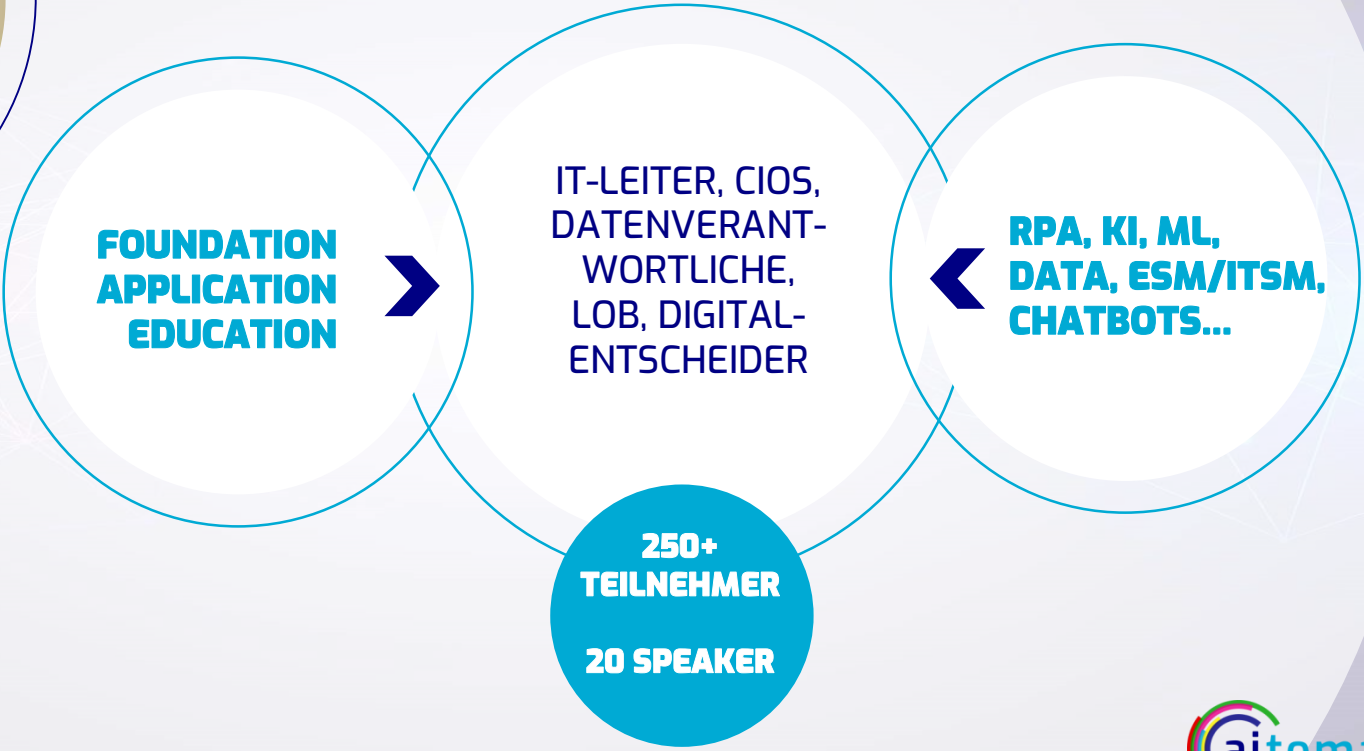 FOUNDATION
APPLICATION
EDUCATION
IT-LEITER, CIOS,
DATENVERANT-
WORTLICHE,
LOB, DIGITAL-
ENTSCHEIDER
RPA, KI, ML,
DATA, ESM/ITSM,
CHATBOTS...
250+
TEILNEHMER
20 SPEAKER